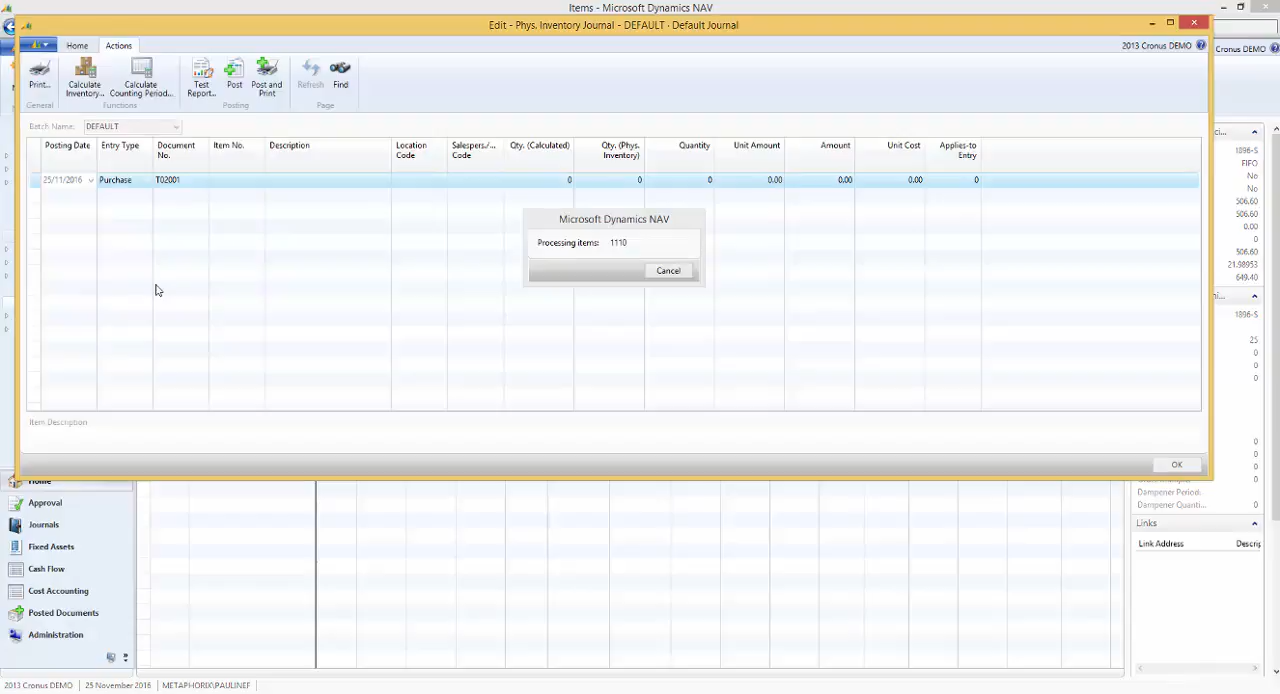 Items - Microsoft Dynamics NAV
Edit - Phys. Inventory Journal - DEFAULT · Default Journal
Home
Actions
2013 Cronus DEMO
Cronus DEMO
Print...
Calculate Inventory...
Calculate Counting Period...
Test Report...
Post
Post and Print
Refresh
Find
General
Functions
Posting
Page
Batch Name:
DEFAULT
Posting Date
Entry Type
Document No.
Item No.
Description
Location Code
Salespers./... Code
Qty. (Calculated)
Qty. (Phys. Inventory)
Quantity
Unit Amount
Amount
Unit Cost
Applies-to Entry
25/11/2016
Purchase
T02001
0
0
0
0.00
0.00
0.00
0
Microsoft Dynamics NAV
Processing items: 1110
Cancel
Item Description
OK
1896-S
FIFO
No
No
506.60
506.60
0.00
0
506.60
21.98953
649.40
1896-S
25
0
0
0
0
0
0
0
Dampener Period.
Dampener Quanti...
0
Links
Link Address
Home
Approval
Journals
Fixed Assets
Cash Flow
Cost Accounting
Posted Documents
Administration
2013 Cronus DEMO
25 November 2016
METAPHORIX\PAULINEF